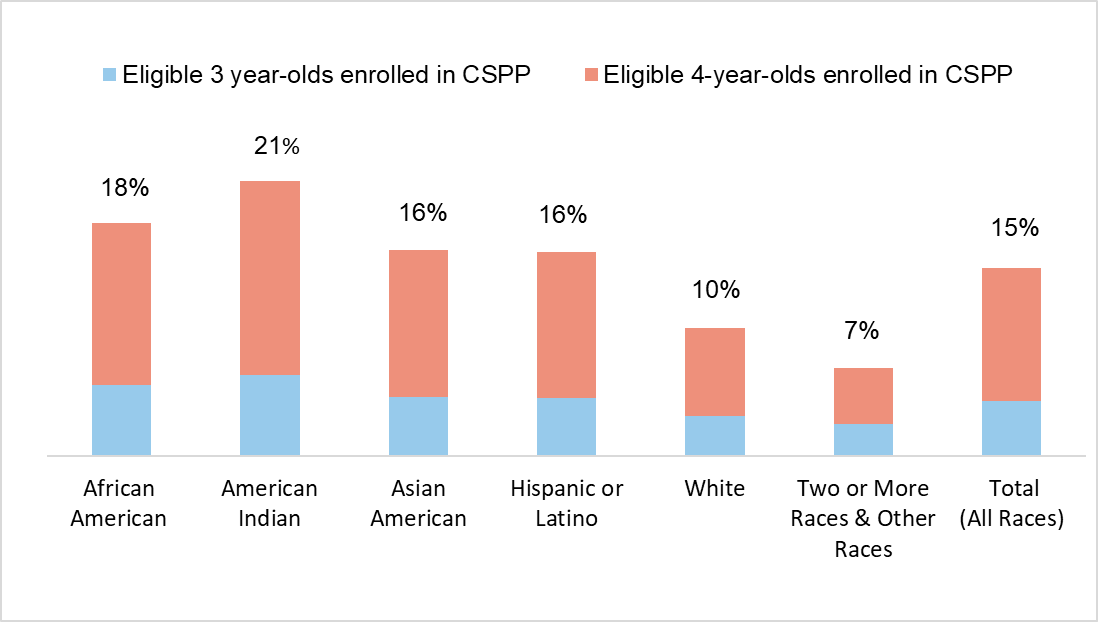 Eligible 3 year-olds enrolled in CSPP
Eligible 4-year-olds enrolled in CSPP
18%
21%
16%
16%
10%
7%
15%
African
American
American
Indian
Asian
American
Hispanic or
Latino
White
Two or More
Races & Other
Races
Total
(All Races)